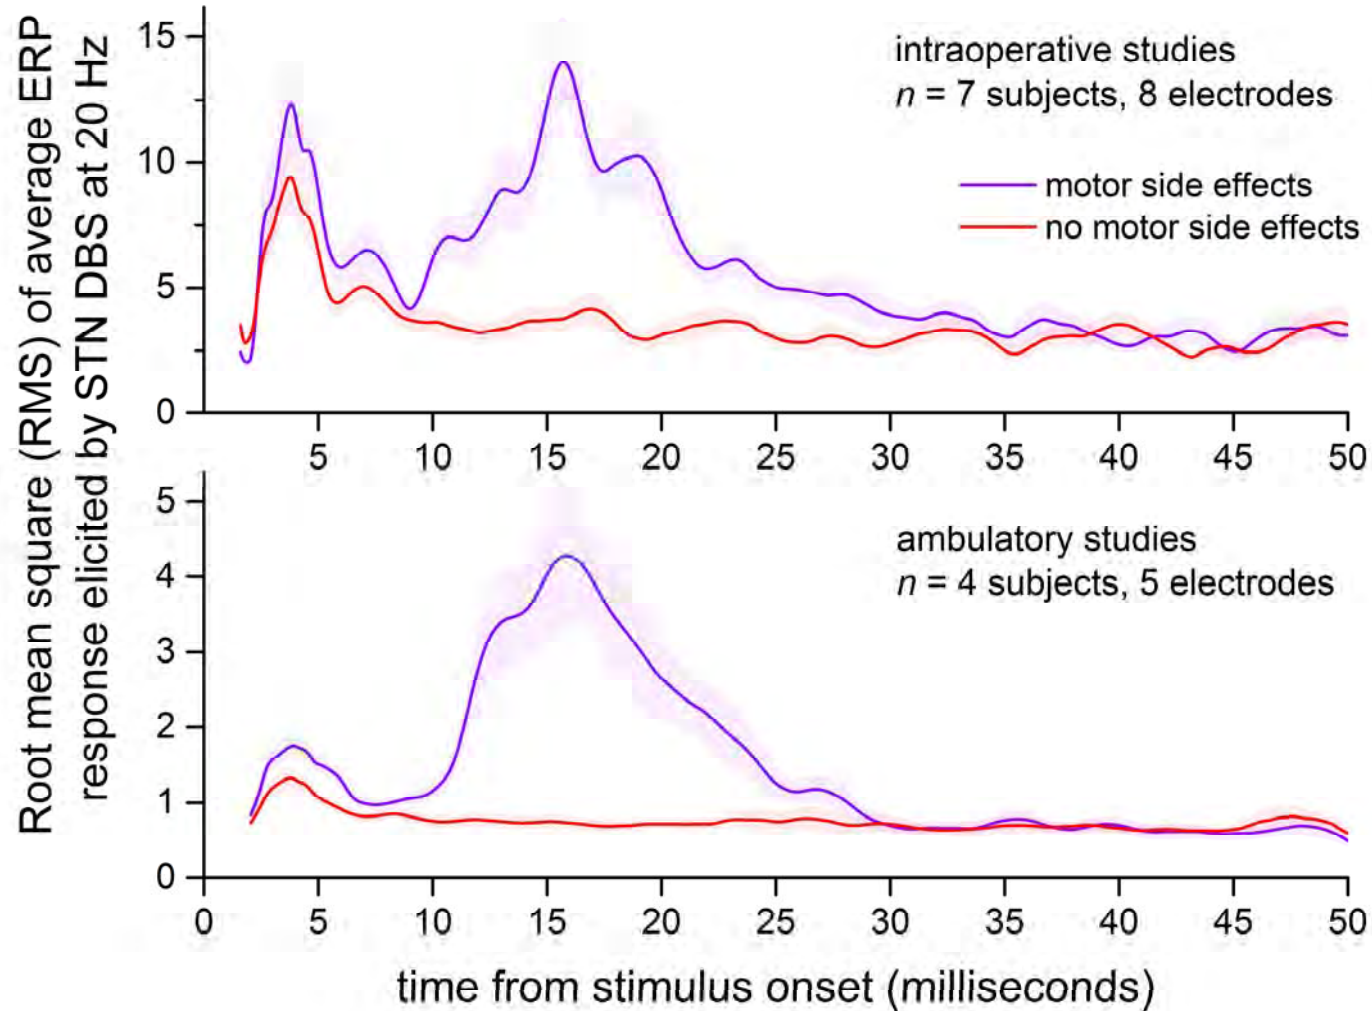 Root mean square (RMS) of average ERP
response elicited by STN DBS at 20 Hz
15
10
5
0
intraoperative studies
n = 7 subjects, 8 electrodes
motor side effects
no motor side effects
5 10 15 20 25 30 35 40 45 50
5
4
3
2
1
0
ambulatory studies
n = 4 subjects, 5 electrodes
0 5 10 15 20 25 30 35 40 45 50
time from stimulus onset (milliseconds)